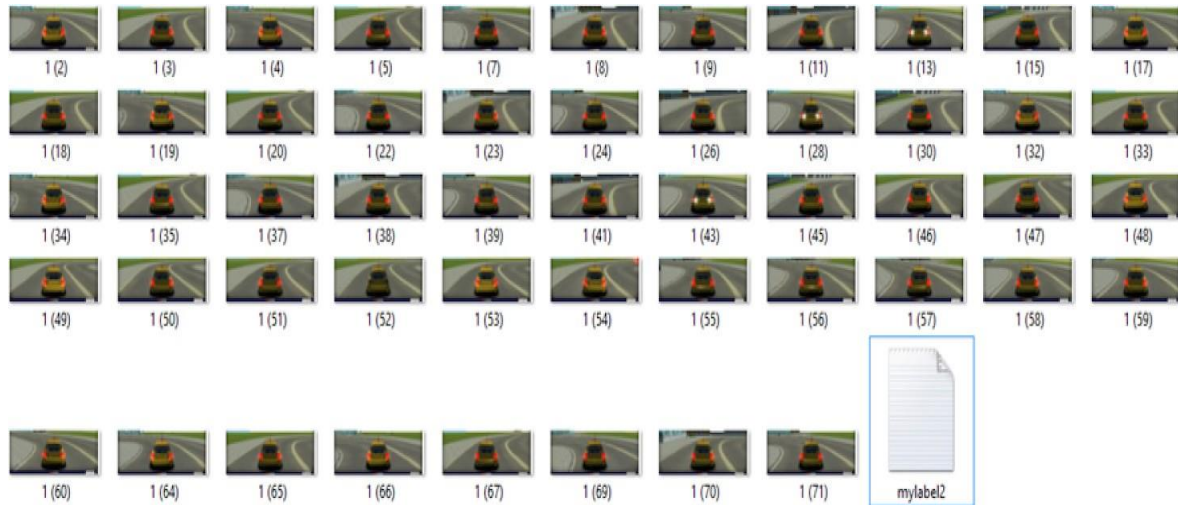 1 (2) 1 (3) 1 (4) 1 (5) 1 (7) 1 (8) 1 (9) 1 (11) 1 (13) 1 (15) 1 (17)
1 (18) 1 (19) 1 (20) 1 (22) 1 (23) 1 (24) 1 (26) 1 (28) 1 (30) 1 (32) 1 (33)
1 (34) 1 (35) 1 (37) 1 (38) 1 (39) 1 (41) 1 (43) 1 (45) 1 (46) 1 (47) 1 (48)
1 (49) 1 (50) 1 (51) 1 (52) 1 (53) 1 (54) 1 (55) 1 (56) 1 (57) 1 (58) 1 (59)
1 (60) 1 (64) 1 (65) 1 (66) 1 (67) 1 (69) 1 (70) 1 (71) mylabel2